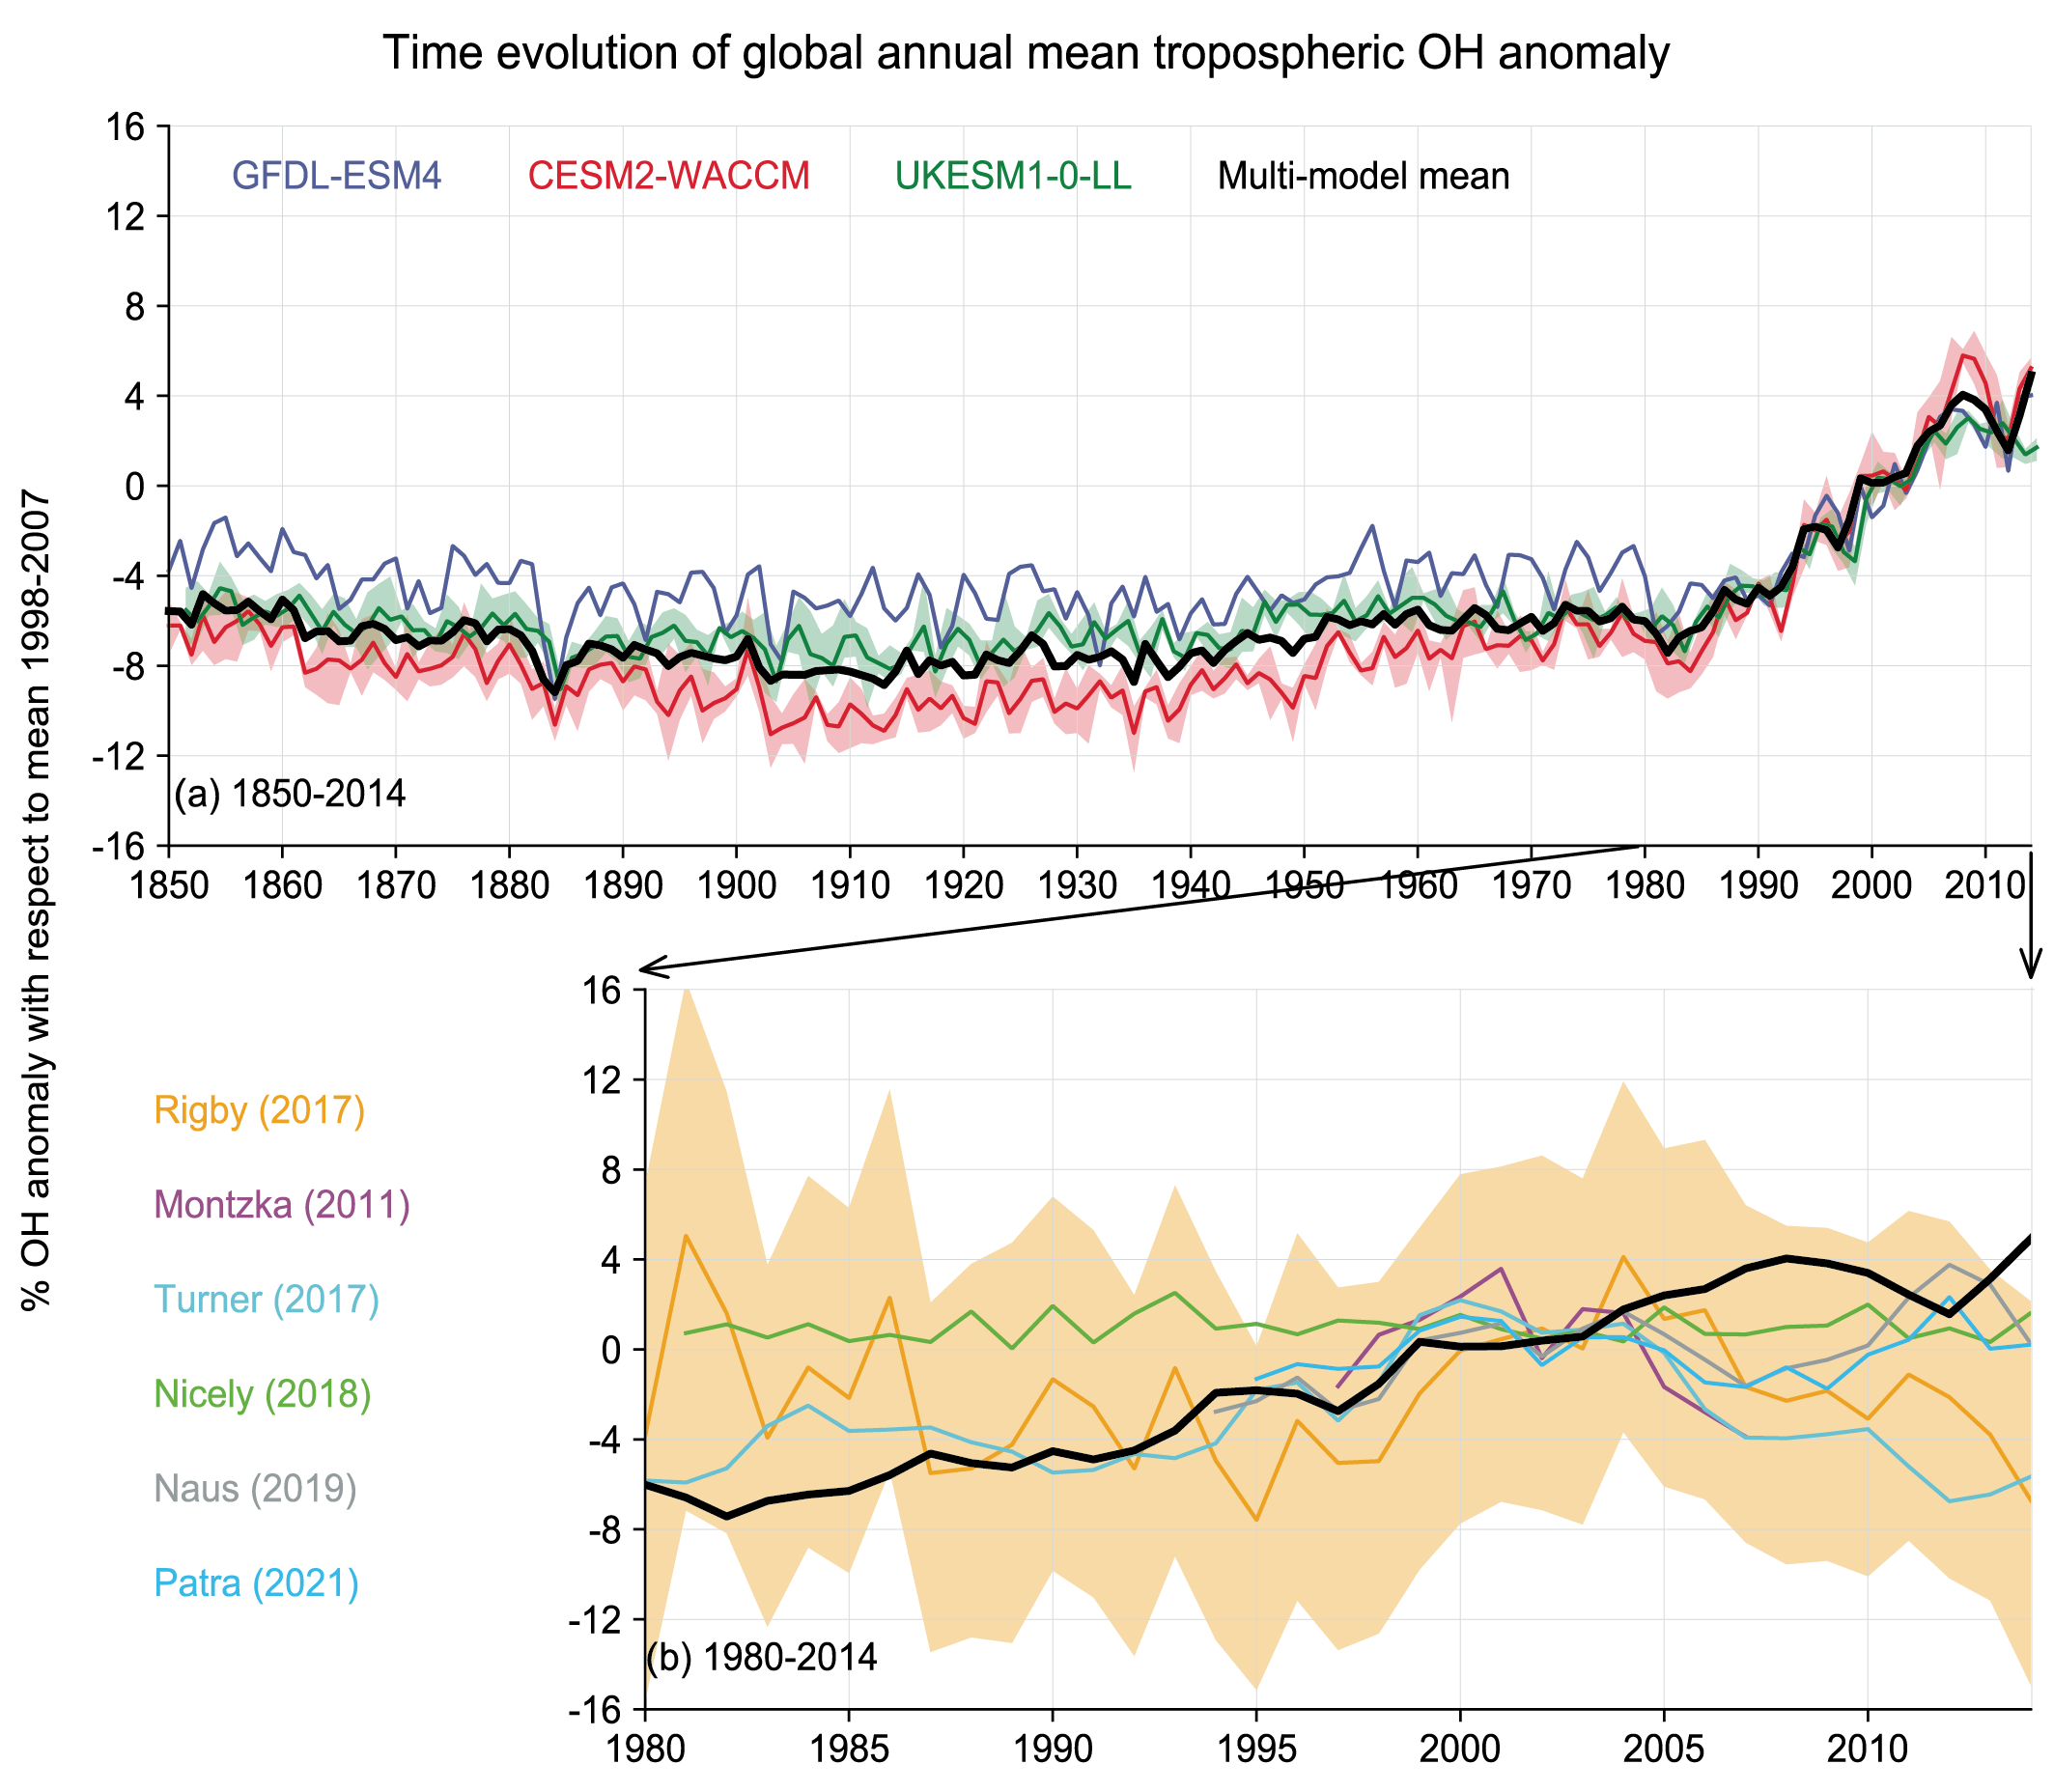 Time evolution of global annual mean tropospheric OH anomaly
% OH anomaly with respect to mean 1998-2007
16
12
8
4
0
-4
-8
-12
-16
GFDL-ESM4 CESM2-WACCM UKESM1-0-LL Multi-model mean
(a) 1850-2014
1850 1860 1870 1880 1890 1900 1910 1920 1930 1940 1950 1960 1970 1980 1990 2000 2010
Rigby (2017)
Montzka (2011)
Turner (2017)
Nicely (2018)
Naus (2019)
Patra (2021)
16
12
8
4
0
-4
-8
-12
-16
(b) 1980-2014
1980 1985 1990 1995 2000 2005 2010